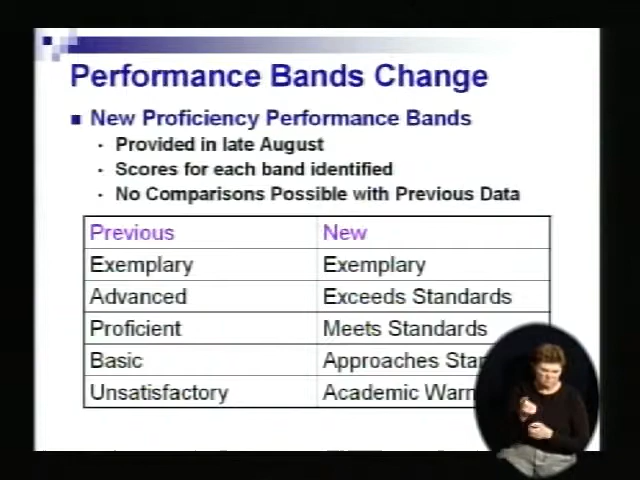 Performance Bands Change
New Proficiency Performance Bands
Provided in late August
Scores for each band identified
No Comparisons Possible with Previous Data
Previous New
Exemplary Exemplary
Advanced Exceeds Standards
Proficient Meets Standards
Basic Approaches
Unsatisfactory Academic